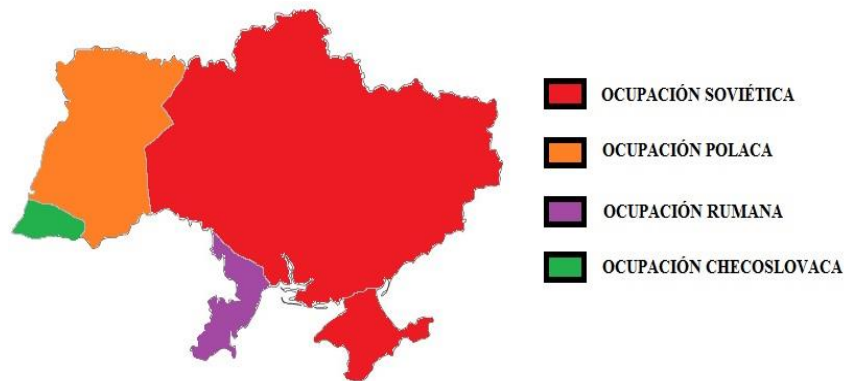 OCUPACIÓN SOVIÉTICA
OCUPACIÓN POLACA
OCUPACIÓN RUMANA
OCUPACIÓN CHECOSLOVACA